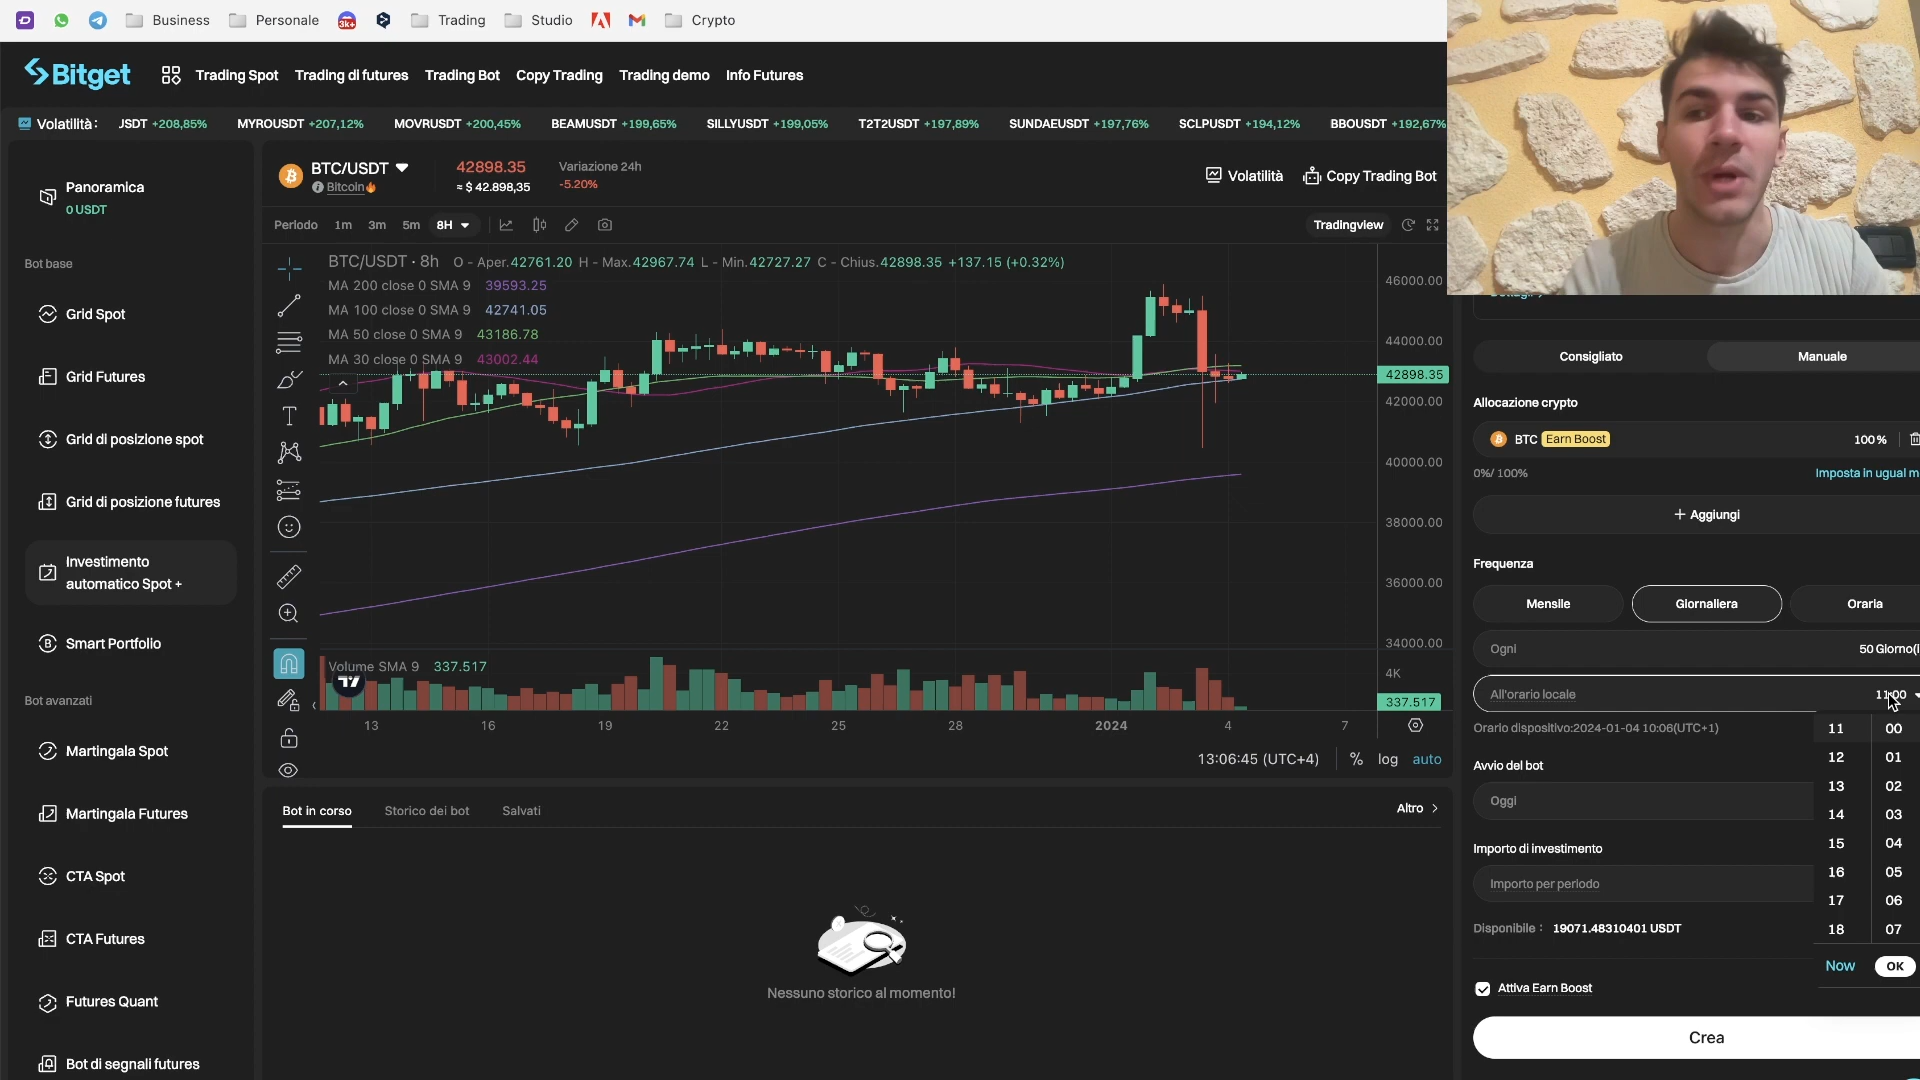 3k+
Business
Personale
Trading
Studio
Crypto
Bitget
Trading Spot
Trading di futures
Trading Bot
Copy Trading
Trading demo
Info Futures
Volatilità:
JSDT +208,85%
MYROUSDT +207,12%
MOVRUSDT +200,45%
BEAMUSDT +199,65%
SILLYUSDT +199,05%
T2T2USDT +197,89%
SUNDAEUSDT +197,76%
SCLPUSDT +194,12%
BBOUSDT +192,67%
Panoramica
0 USDT
Bot base
Grid Spot
Grid Futures
Grid di posizione spot
Grid di posizione futures
Investimento
automatico Spot +
Smart Portfolio
Bot avanzati
Martingala Spot
Martingala Futures
CTA Spot
CTA Futures
Futures Quant
Bot di segnali futures
BTC/USDT
Bitcoin
42898.35
≈ $ 42.898,35
Variazione 24h
-5.20%
Volatilità
Copy Trading Bot
Periodo
1m
3m
5m
8H
Tradingview
BTC/USDT · 8h O - Aper.42761.20 H - Max.42967.74 L - Min.42727.27 C - Chius.42898.35 +137.15 (+0.32%)
MA 200 close 0 SMA 9 39593.25
MA 100 close 0 SMA 9 42741.05
MA 50 close 0 SMA 9 43186.78
MA 30 close 0 SMA 9 43002.44
46000.00
44000.00
42898.35
42000.00
40000.00
38000.00
36000.00
34000.00
Volume SMA 9 337.517
4K
337.517
13
16
19
22
25
28
2024
4
7
13:06:45 (UTC+4)
%
log
auto
Bot in corso
Storico dei bot
Salvati
Altro
Nessuno storico al momento!
Consigliato
Manuale
Allocazione crypto
BTC
Earn Boost
100 %
0%/ 100%
Imposta in ugual m
+ Aggiungi
Frequenza
Mensile
Giornaliera
Oraria
Ogni
50 Giorno(i
All'orario locale
11:00
Orario dispositivo:2024-01-04 10:06(UTC+1)
11 00
12 01
13 02
14 03
15 04
16 05
17 06
18 07
Now
OK
Avvio del bot
Oggi
Importo di investimento
Importo per periodo
Disponibile : 19071.48310401 USDT
Attiva Earn Boost
Crea